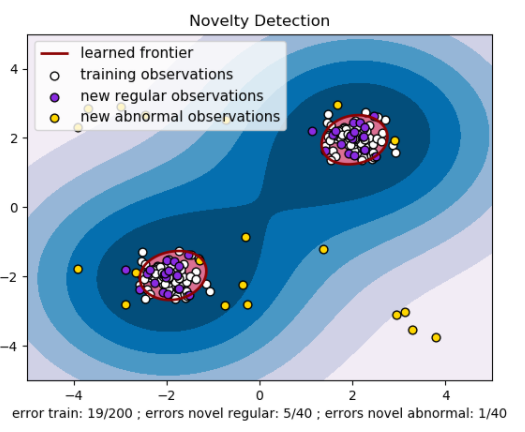 Novelty Detection
learned frontier
training observations
new regular observations
new abnormal observations
4
2
0
−2
−4
−4 −2 0 2 4
error train: 19/200 ; errors novel regular: 5/40 ; errors novel abnormal: 1/40